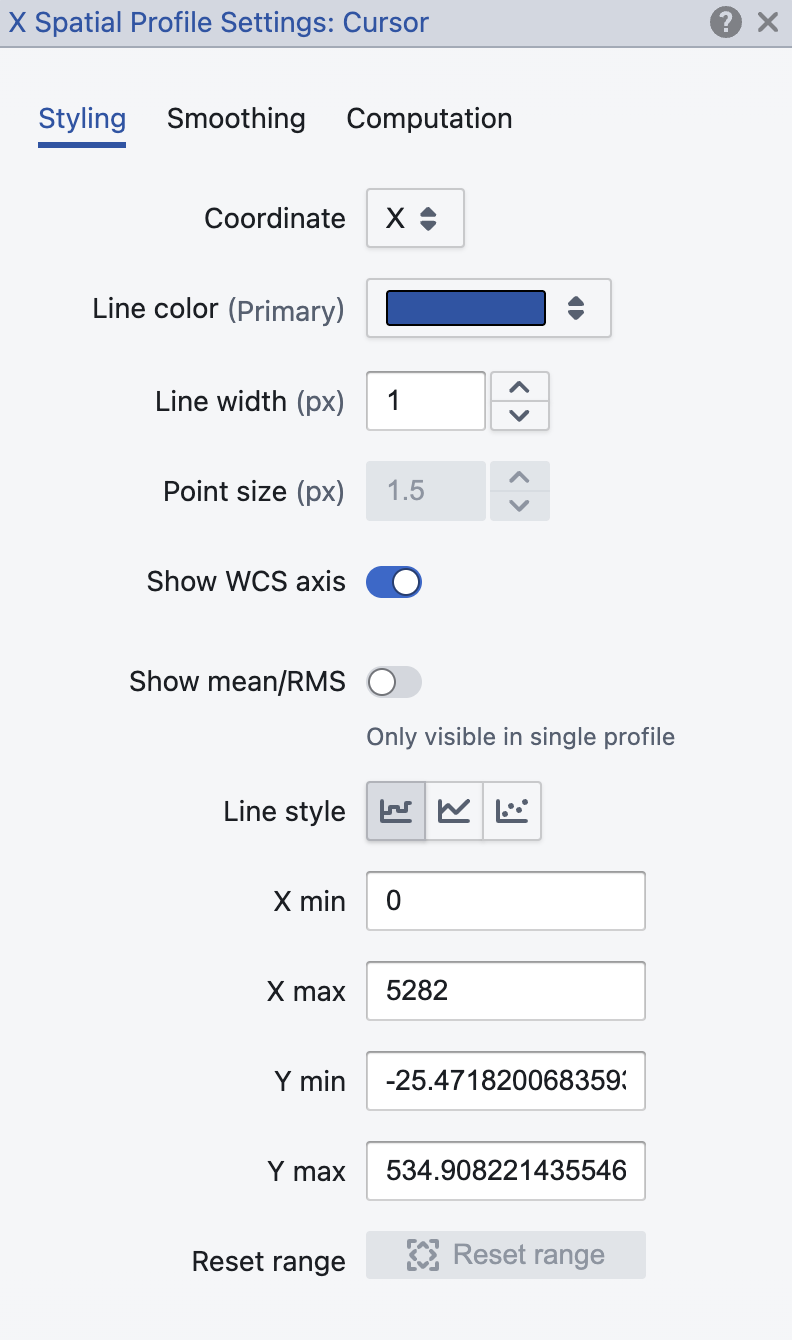 X Spatial Profile Settings: Cursor ?
Styling Smoothing Computation
Coordinate X
Line color (Primary)
Line width (px) 1
Point size (px) 1.5
Show WCS axis
Show mean/RMS
Only visible in single profile
Line style
X min 0
X max 5282
Y min -25.471820068359
Y max 534.908221435546
Reset range Reset range